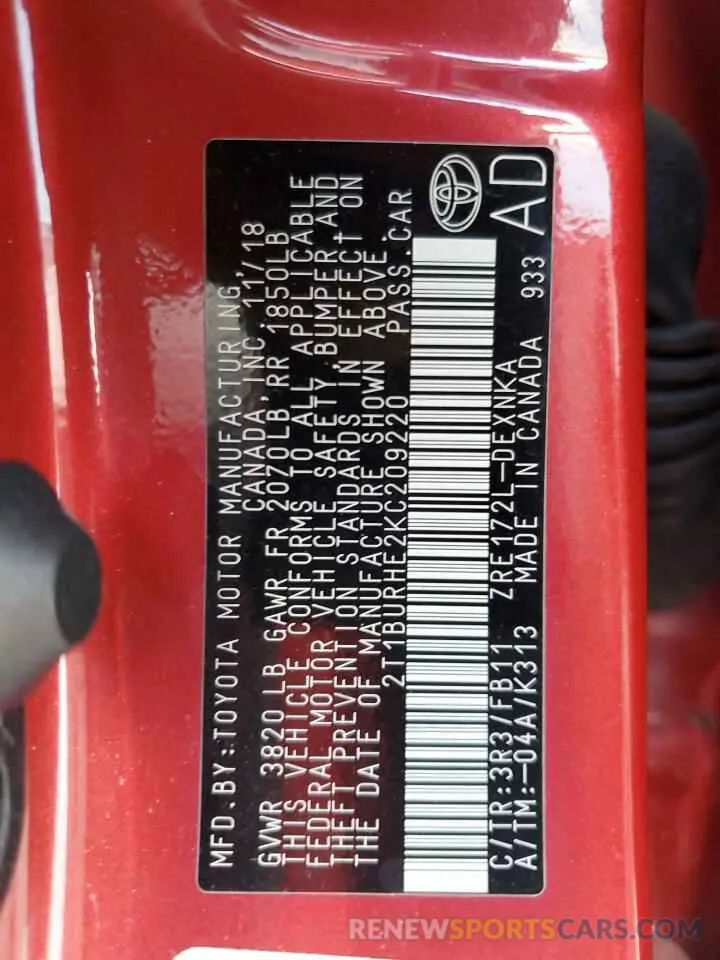 MFD.BY:TOYOTA MOTOR MANUFACTURING,
CANADA, INC. 11/18
GVWR 3820LB GAWR FR 2070LB, RR 1850LB
THIS VEHICLE CONFORMS TO ALL APPLICABLE
FEDERAL MOTOR VEHICLE SAFETY, BUMPER, AND
THEFT PREVENTION STANDARDS IN EFFECT ON
THE DATE OF MANUFACTURE SHOWN ABOVE.
2T1BURHE2KC209220 PASS.CAR
C/TR:3R3/FB11 ZRE172L-DEXNKA 933 AD
A/TM:-04A/K313 MADE IN CANADA
RENEWSPORTSCARS.COM